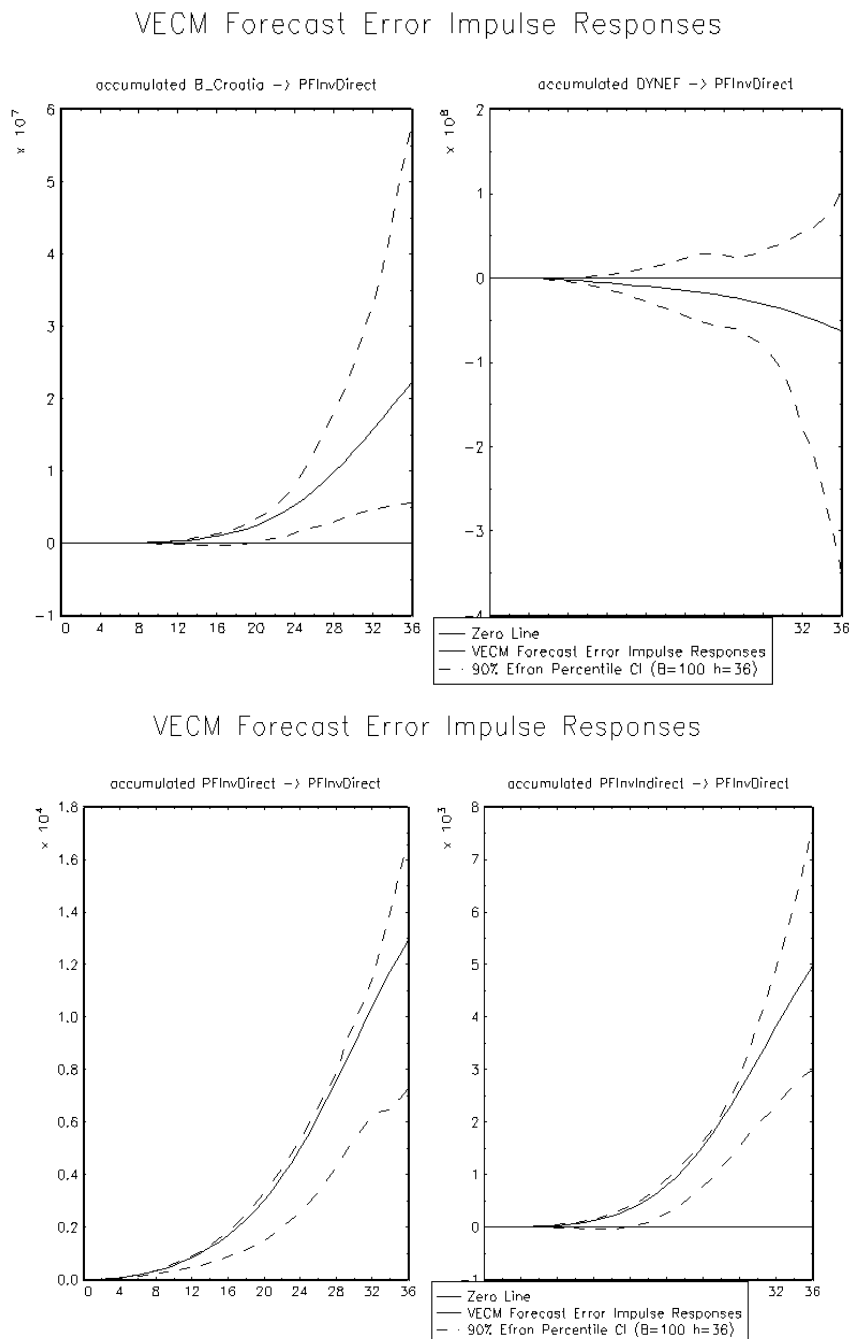 VECM Forecast Error Impulse Responses
accumulated B_Croatia -> PFInvDirect
× 10^7
6
5
4
3
2
1
0
-1
0 4 8 12 16 20 24 28 32 36
accumulated DYNEF -> PFInvDirect
× 10^8
2
1
0
-1
-2
-3
-4
32 36
Zero Line
VECM Forecast Error Impulse Responses
90% Efron Percentile CI (B=100 h=36)
VECM Forecast Error Impulse Responses
accumulated PFInvDirect -> PFInvDirect
× 10^4
1.8
1.6
1.4
1.2
1.0
0.8
0.6
0.4
0.2
0.0
0 4 8 12 16 20 24 28 32 36
accumulated PFInvIndirect -> PFInvDirect
× 10^3
8
7
6
5
4
3
2
1
0
-1
32 36
Zero Line
VECM Forecast Error Impulse Responses
90% Efron Percentile CI (B=100 h=36)